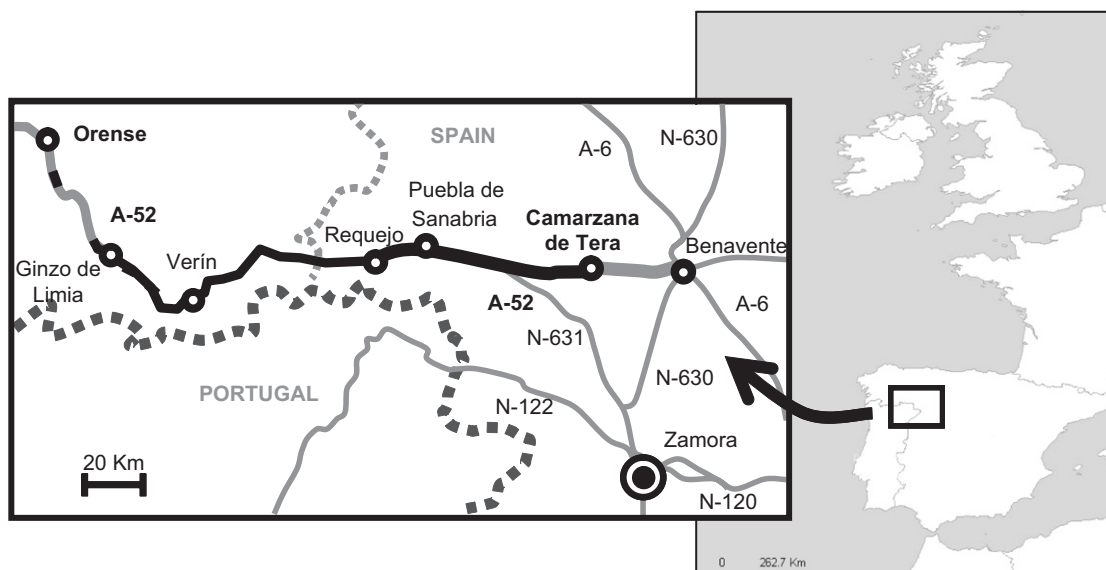 Orense
SPAIN
A-6
N-630
Puebla de
Sanabria
A-52
Requejo
Camarzana
de Tera
Benavente
Verín
Ginzo de
Limia
A-52
A-6
N-631
N-630
PORTUGAL
N-122
Zamora
20 Km
N-120
0 262.7 Km